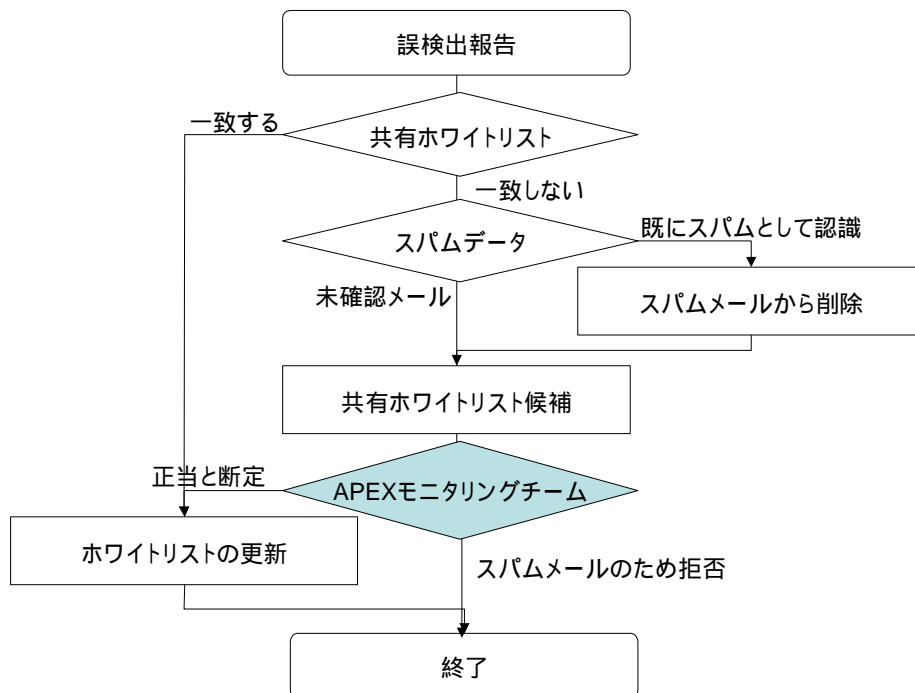 誤検出報告
一致する
共有ホワイトリスト
一致しない
スパムデータ
既にスパムとして認識
未確認メール
スパムメールから削除
共有ホワイトリスト候補
正当と断定
APEXモニタリングチーム
ホワイトリストの更新
スパムメールのため拒否
終了